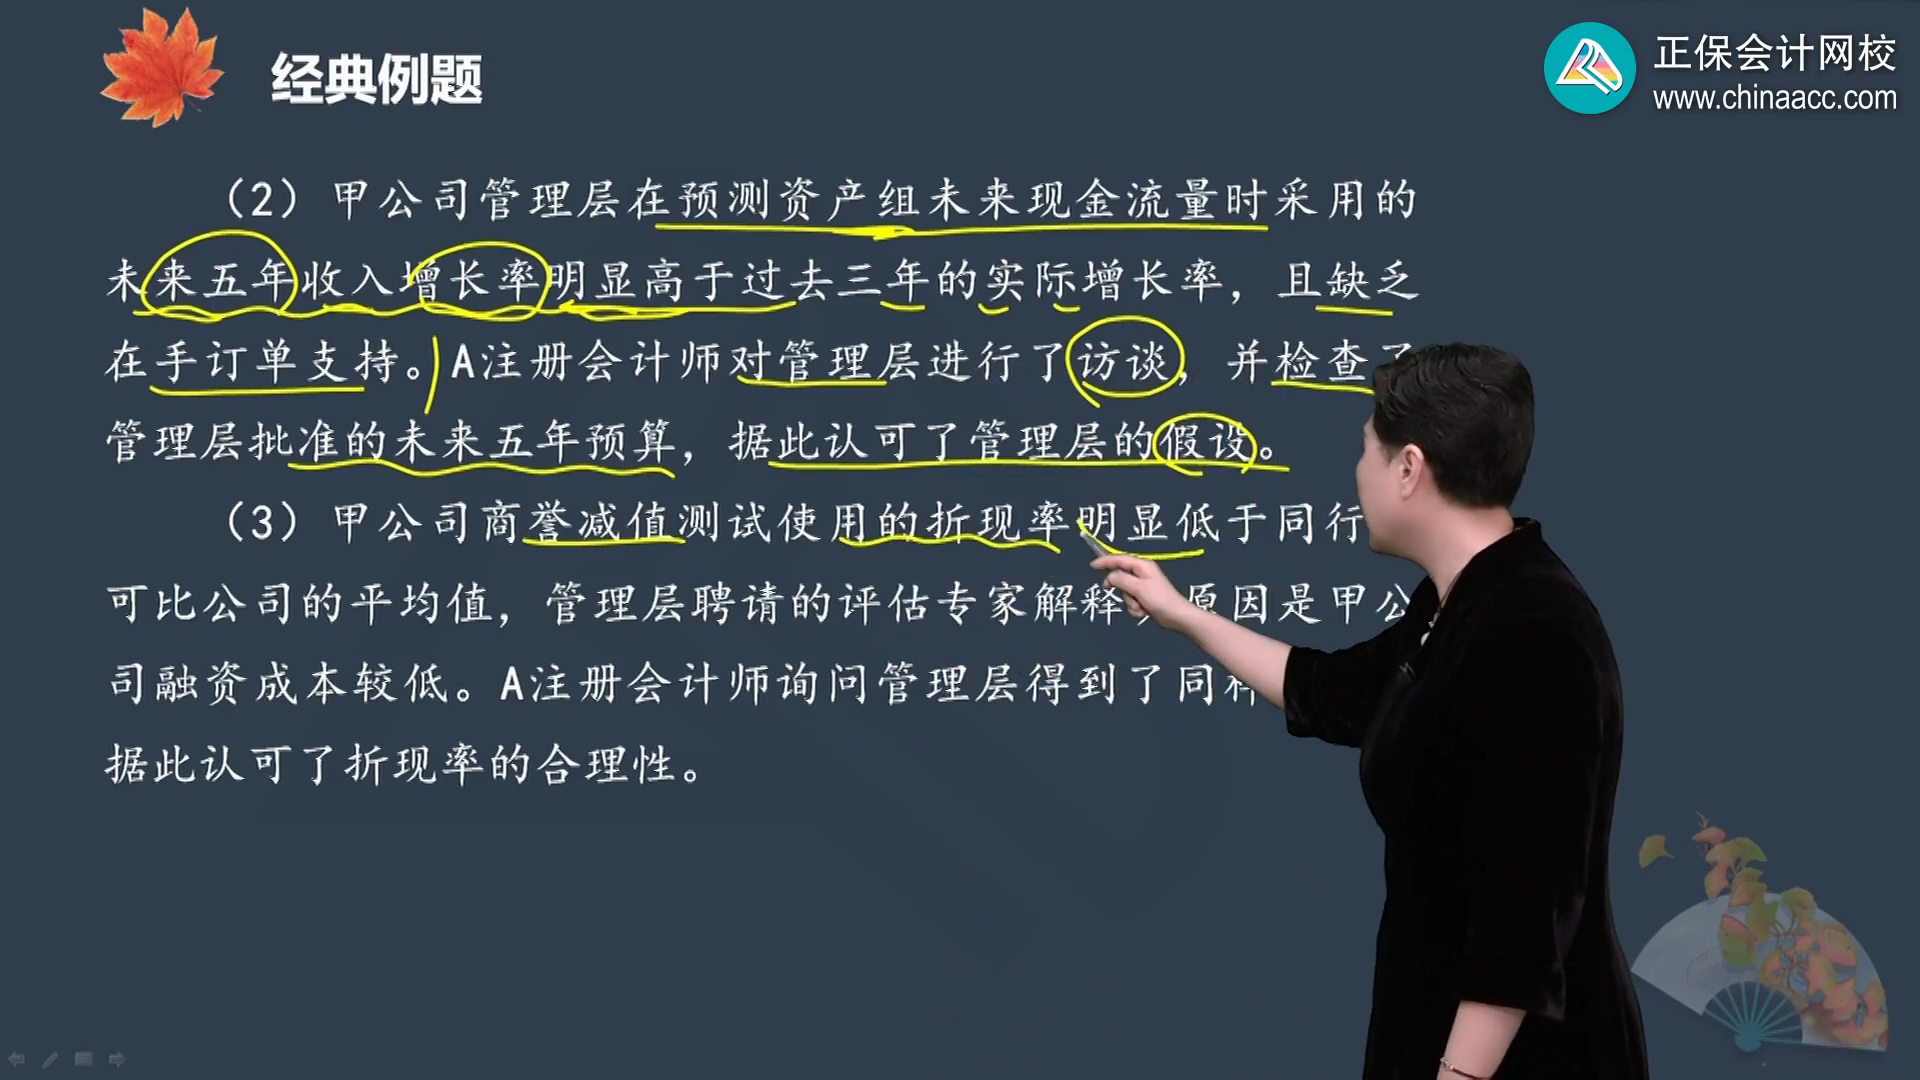 经典例题
正保会计网校
www.chinaacc.com
（2）甲公司管理层在预测资产组未来现金流量时采用的
未来五年收入增长率明显高于过去三年的实际增长率，且缺乏
在手订单支持。A注册会计师对管理层进行了访谈，并检查了
管理层批准的未来五年预算，据此认可了管理层的假设。
（3）甲公司商誉减值测试使用的折现率明显低于同行
可比公司的平均值，管理层聘请的评估专家解释 原因是甲公
司融资成本较低。A注册会计师询问管理层得到了同
据此认可了折现率的合理性。